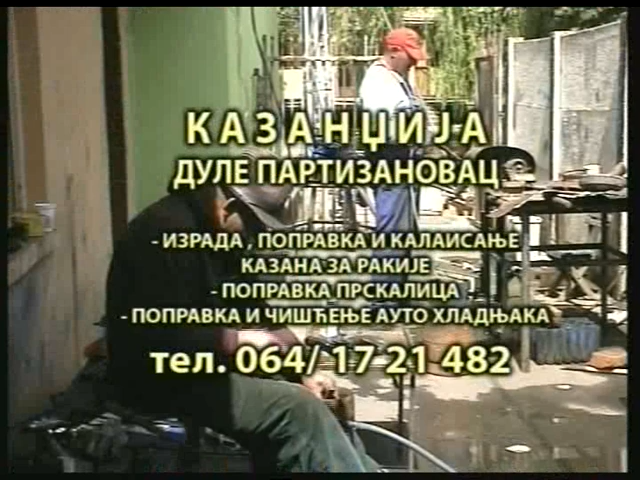 КАЗАНЏИЈА
ДУЛЕ ПАРТИЗАНОВАЦ
- ИЗРАДА , ПОПРАВКА И КАЛАИСАЊЕ
КАЗАНА ЗА РАКИЈЕ
- ПОПРАВКА ПРСКАЛИЦА
- ПОПРАВКА И ЧИШЋЕЊЕ АУТО ХЛАДЊАКА
тел. 064/ 17 21 482